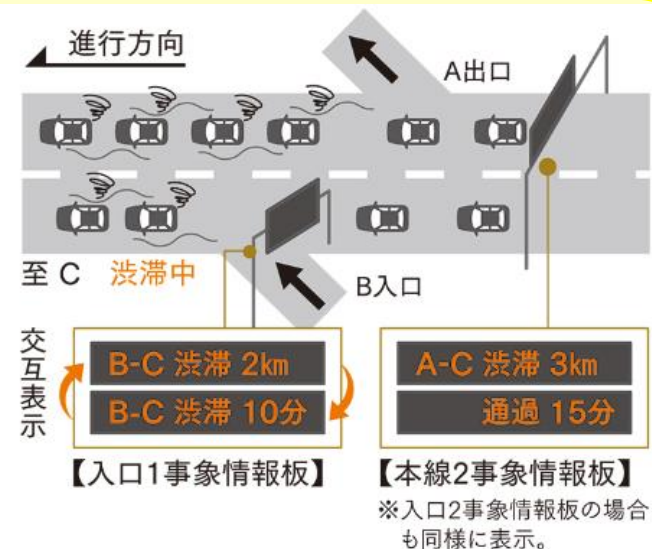 進行方向
A出口
至 C 渋滞中
B入口
交互表示
B-C 渋滞 2km
B-C 渋滞 10分
【入口1事象情報板】
A-C 渋滞 3km
通過 15分
【本線2事象情報板】
※入口2事象情報板の場合
も同様に表示。